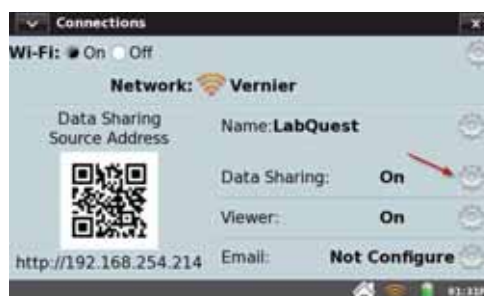 Connections
Wi-Fi: On Off
Network: Vernier
Data Sharing
Source Address
Name:LabQuest
Data Sharing: On
Viewer: On
http://192.168.254.214
Email: Not Configure